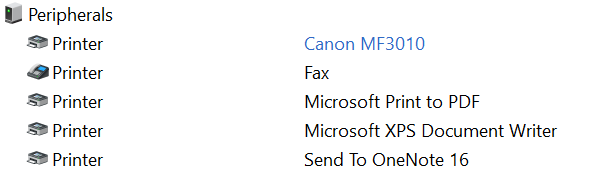 Peripherals
Printer Canon MF3010
Printer Fax
Printer Microsoft Print to PDF
Printer Microsoft XPS Document Writer
Printer Send To OneNote 16